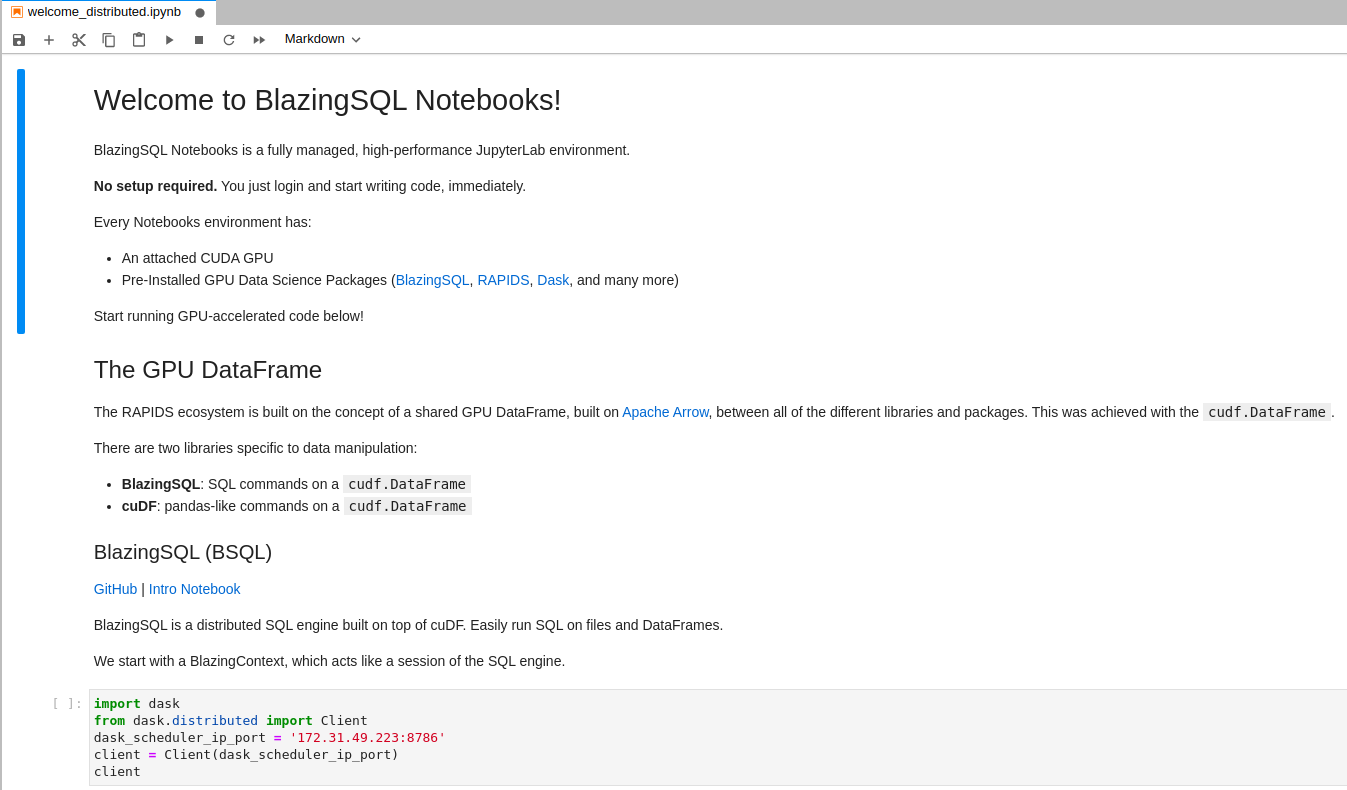 welcome_distributed.ipynb
Markdown
Welcome to BlazingSQL Notebooks!
BlazingSQL Notebooks is a fully managed, high-performance JupyterLab environment.
No setup required. You just login and start writing code, immediately.
Every Notebooks environment has:
• An attached CUDA GPU
• Pre-Installed GPU Data Science Packages (BlazingSQL, RAPIDS, Dask, and many more)
Start running GPU-accelerated code below!
The GPU DataFrame
The RAPIDS ecosystem is built on the concept of a shared GPU DataFrame, built on Apache Arrow, between all of the different libraries and packages. This was achieved with the cudf.DataFrame.
There are two libraries specific to data manipulation:
• BlazingSQL: SQL commands on a cudf.DataFrame
• cuDF: pandas-like commands on a cudf.DataFrame
BlazingSQL (BSQL)
GitHub | Intro Notebook
BlazingSQL is a distributed SQL engine built on top of cuDF. Easily run SQL on files and DataFrames.
We start with a BlazingContext, which acts like a session of the SQL engine.
[ ]: import dask
from dask.distributed import Client
dask_scheduler_ip_port = '172.31.49.223:8786'
client = Client(dask_scheduler_ip_port)
client